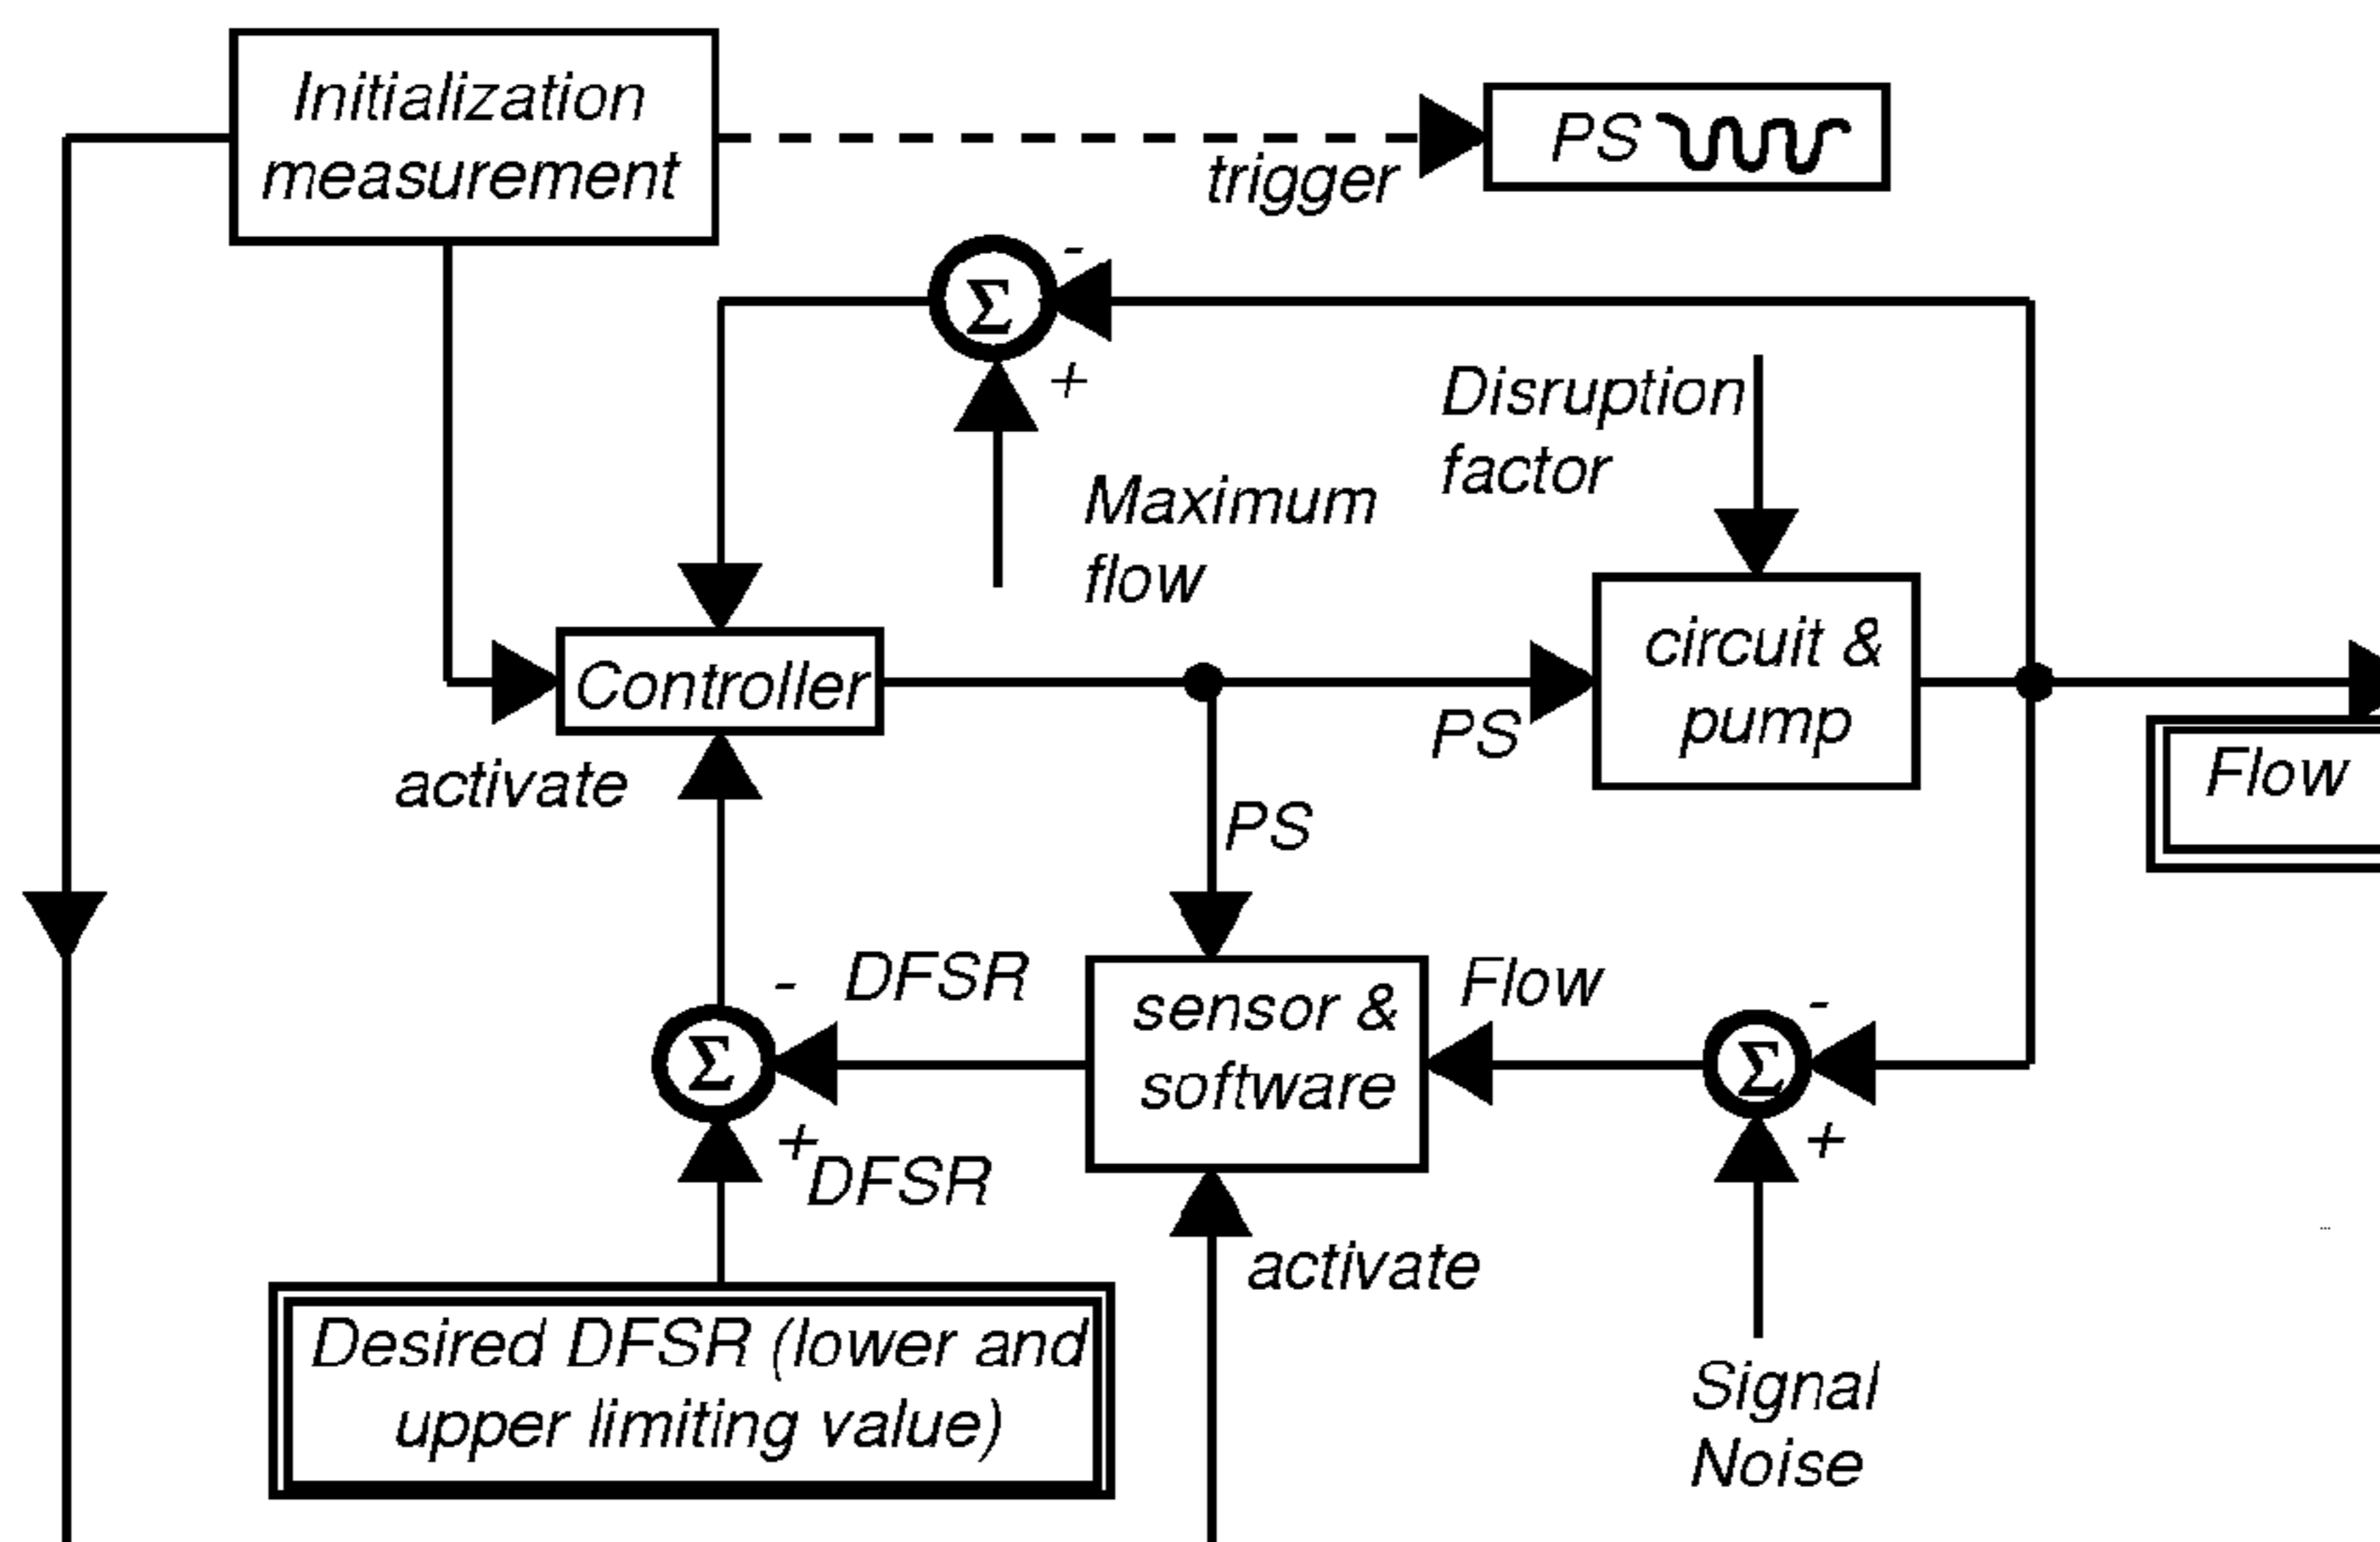 Initialization
measurement
trigger
PS
-
Σ
+
Maximum
flow
Disruption
factor
Controller
activate
PS
circuit &
pump
Flow
PS
-
DFSR
Σ
+
DFSR
sensor &
software
Flow
-
Σ
+
activate
Desired DFSR (lower and
upper limiting value)
Signal
Noise
...